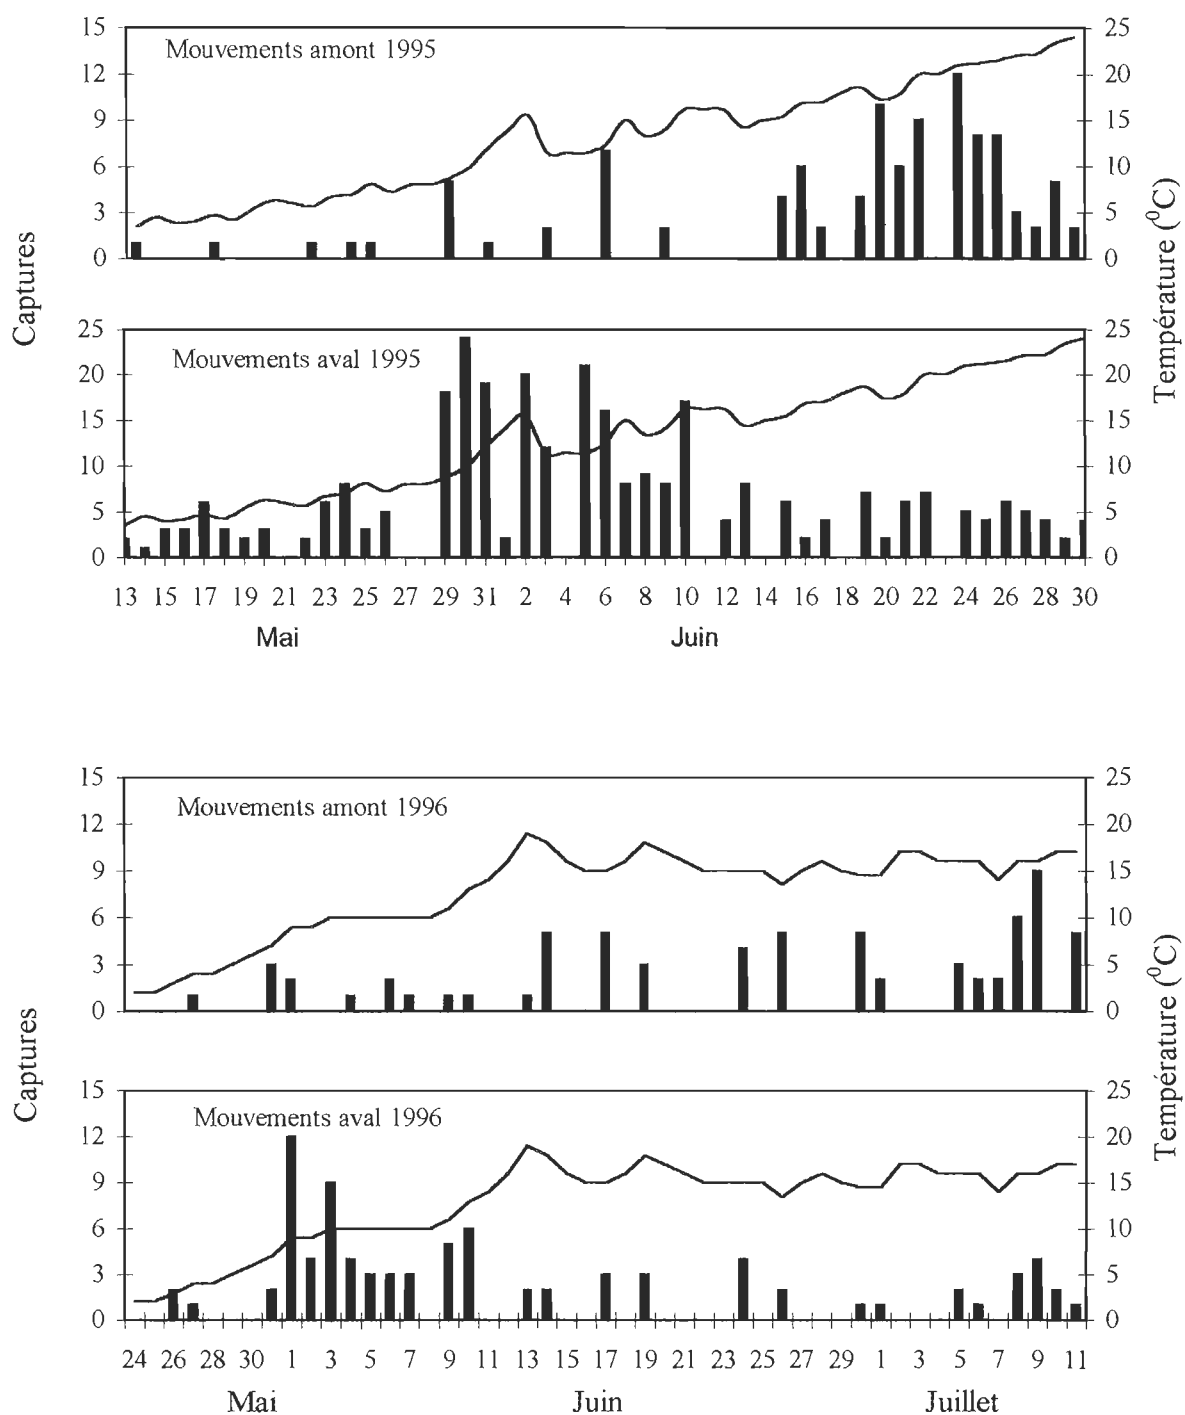 15 25
Mouvements amont 1995
12 20
9 15
6 10
3 5
0 0
Captures
Température (⁰C)
25 25
Mouvements aval 1995
20 20
15 15
10 10
5 5
0 0
13 15 17 19 21 23 25 27 29 31 2 4 6 8 10 12 14 16 18 20 22 24 26 28 30
Mai Juin
15 25
Mouvements amont 1996
12 20
9 15
6 10
3 5
0 0
Captures
Température (⁰C)
15 25
Mouvements aval 1996
12 20
9 15
6 10
3 5
0 0
24 26 28 30 1 3 5 7 9 11 13 15 17 19 21 23 25 27 29 1 3 5 7 9 11
Mai Juin Juillet